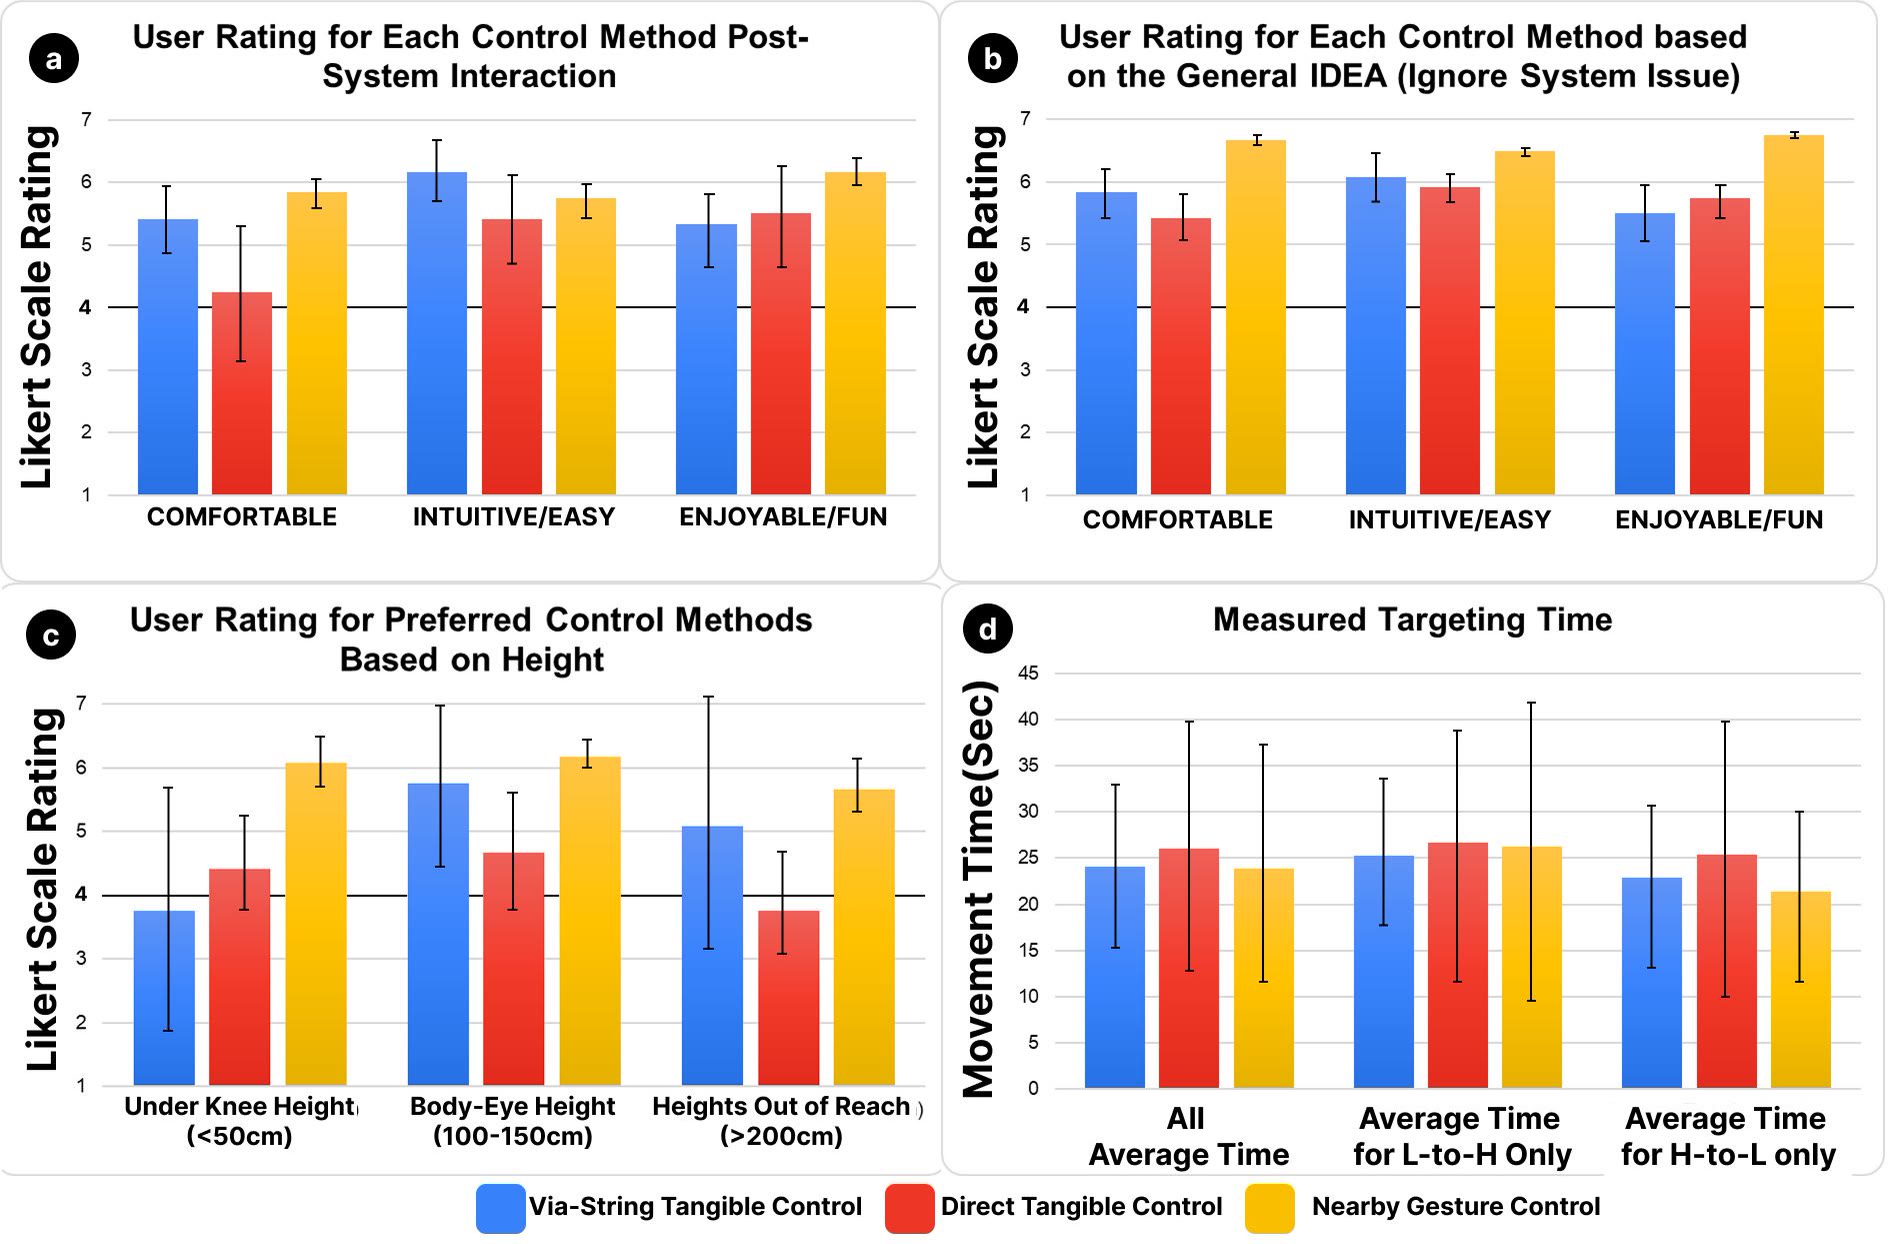 a
User Rating for Each Control Method Post-
System Interaction
Likert Scale Rating
7
6
5
4
3
2
1
COMFORTABLE
INTUITIVE/EASY
ENJOYABLE/FUN
b
User Rating for Each Control Method based
on the General IDEA (Ignore System Issue)
Likert Scale Rating
7
6
5
4
3
2
1
COMFORTABLE
INTUITIVE/EASY
ENJOYABLE/FUN
c
User Rating for Preferred Control Methods
Based on Height
Likert Scale Rating
7
6
5
4
3
2
1
Under Knee Height
(<50cm)
Body-Eye Height
(100-150cm)
Heights Out of Reach )
(>200cm)
d
Measured Targeting Time
Movement Time(Sec)
45
40
35
30
25
20
15
10
5
0
All
Average Time
Average Time
for L-to-H Only
Average Time
for H-to-L only
Via-String Tangible Control
Direct Tangible Control
Nearby Gesture Control